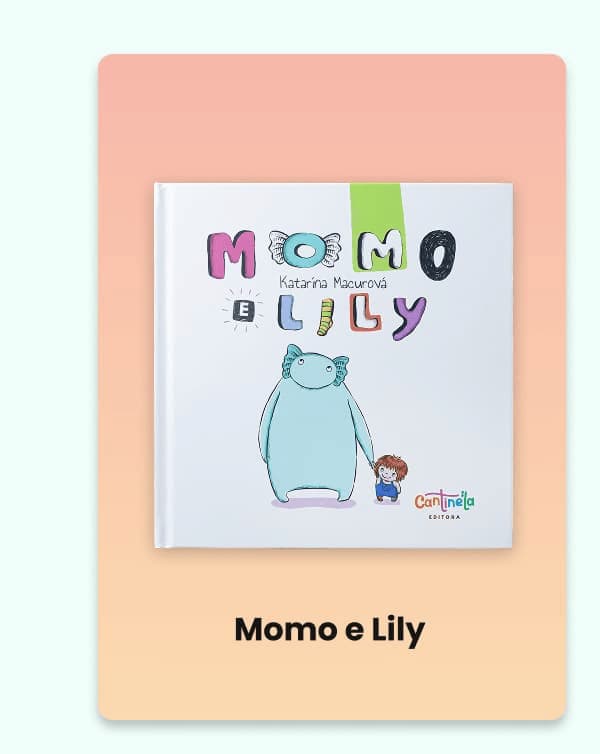 MOMO
Katarína Macurová
E LILY
Cantinela
EDITORA
Momo e Lily